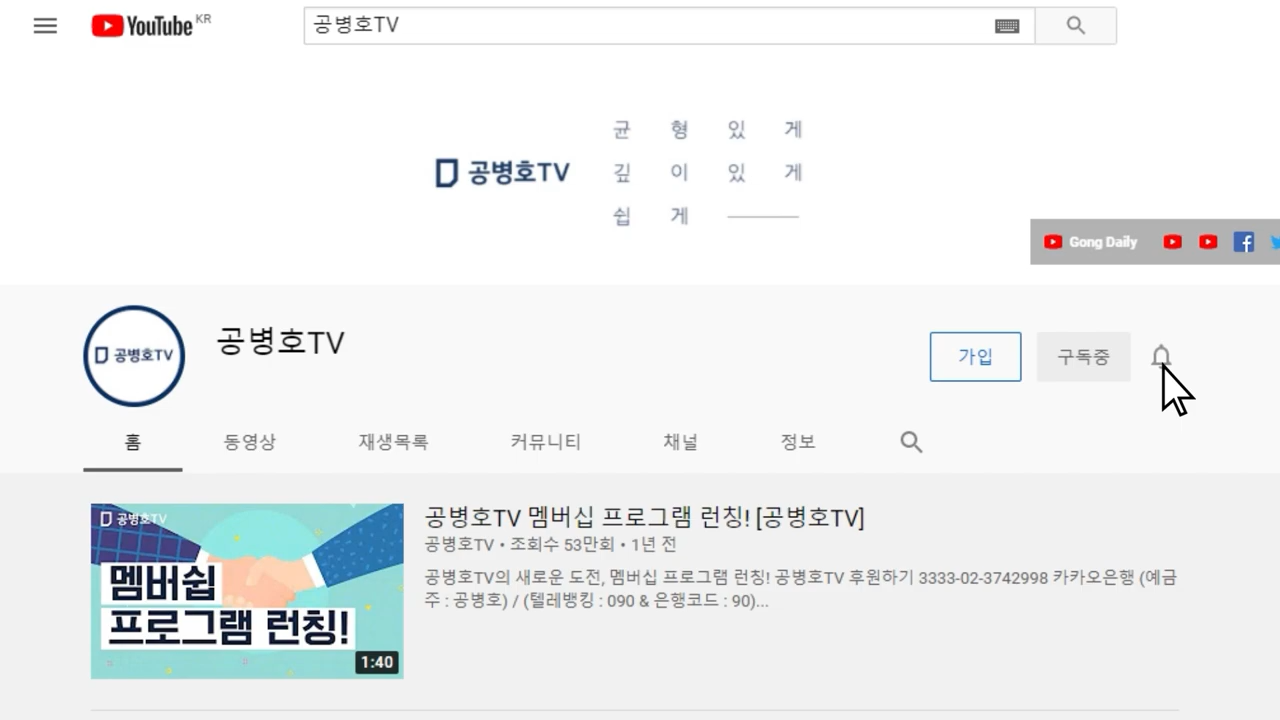 YouTube KR
공병호TV
균형있게
공병호TV
깊이있게
쉽게
Gong Daily
공병호TV
공병호TV
가입
구독중
홈
동영상
재생목록
커뮤니티
채널
정보
공병호TV
멤버쉽
프로그램 런칭!
1:40
공병호TV 멤버십 프로그램 런칭! [공병호TV]
공병호TV • 조회수 53만회 • 1년 전
공병호TV의 새로운 도전, 멤버십 프로그램 런칭! 공병호TV 후원하기 3333-02-3742998 카카오은행 (예금
주 : 공병호) / (텔레뱅킹 : 090 & 은행코드 : 90)...